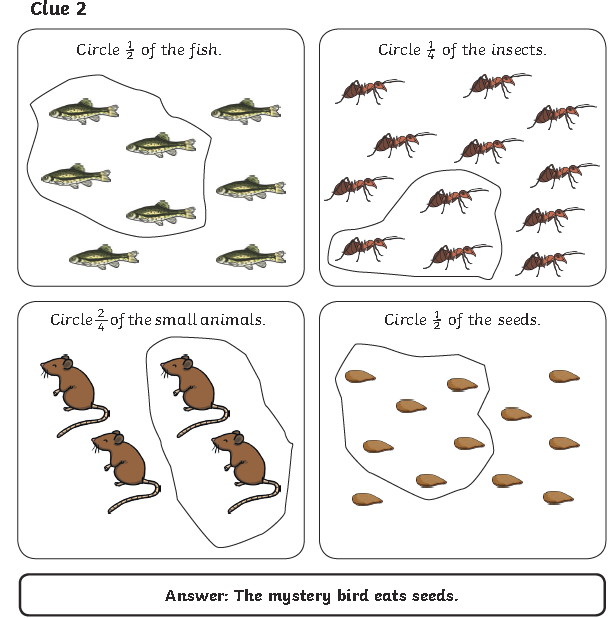 Clue 2
Circle 1/2 of the fish.
Circle 1/4 of the insects.
Circle 2/4 of the small animals.
Circle 1/2 of the seeds.
Answer: The mystery bird eats seeds.